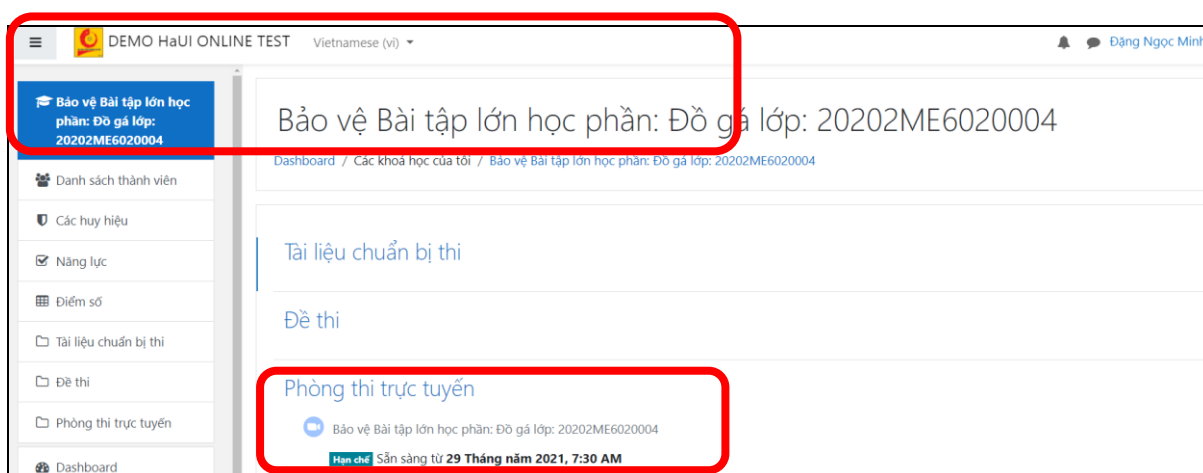 DEMO HaUI ONLINE TEST Vietnamese (vi)
Đặng Ngọc Minh
Bảo vệ Bài tập lớn học
phần: Đồ gá lớp:
20202ME6020004
Danh sách thành viên
Các huy hiệu
Năng lực
Điểm số
Tài liệu chuẩn bị thi
Đề thi
Phòng thi trực tuyến
Dashboard
Bảo vệ Bài tập lớn học phần: Đồ gá lớp: 20202ME6020004
Dashboard / Các khoá học của tôi / Bảo vệ Bài tập lớn học phần: Đồ gá lớp: 20202ME6020004
Tài liệu chuẩn bị thi
Đề thi
Phòng thi trực tuyến
Bảo vệ Bài tập lớn học phần: Đồ gá lớp: 20202ME6020004
Hạn chế Sẵn sàng từ 29 Tháng năm 2021, 7:30 AM